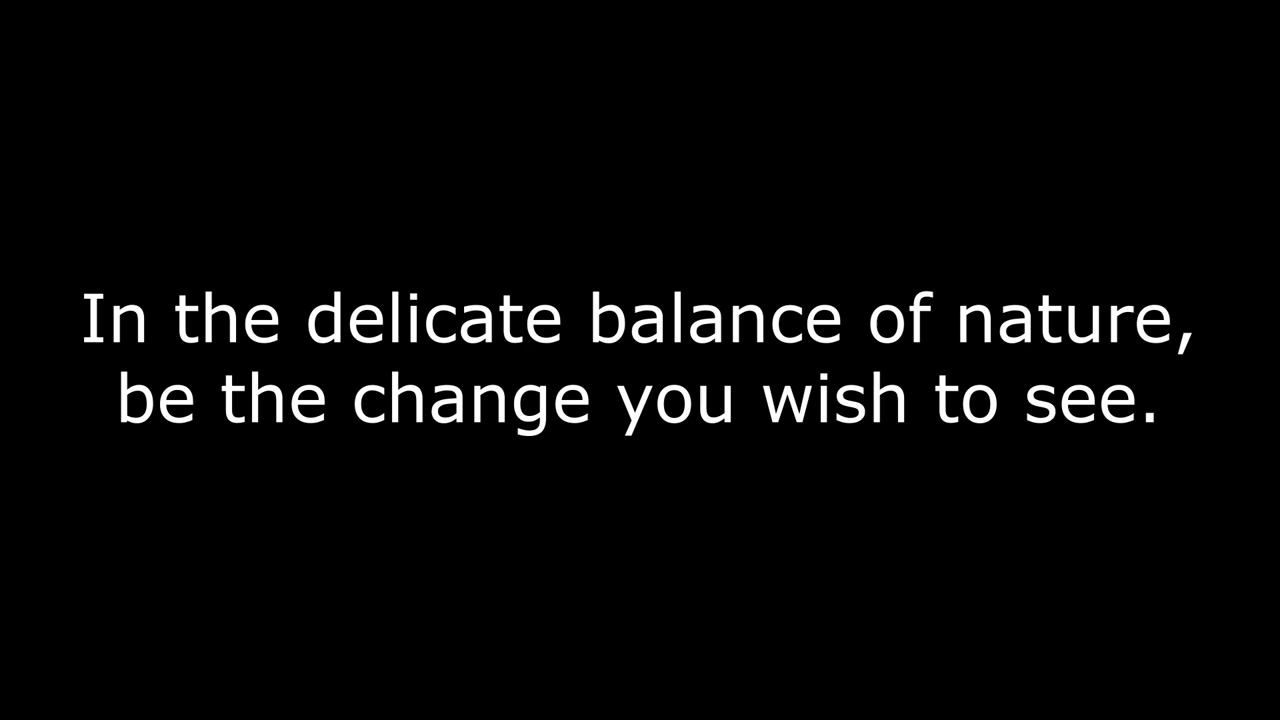 In the delicate balance of nature,
be the change you wish to see.